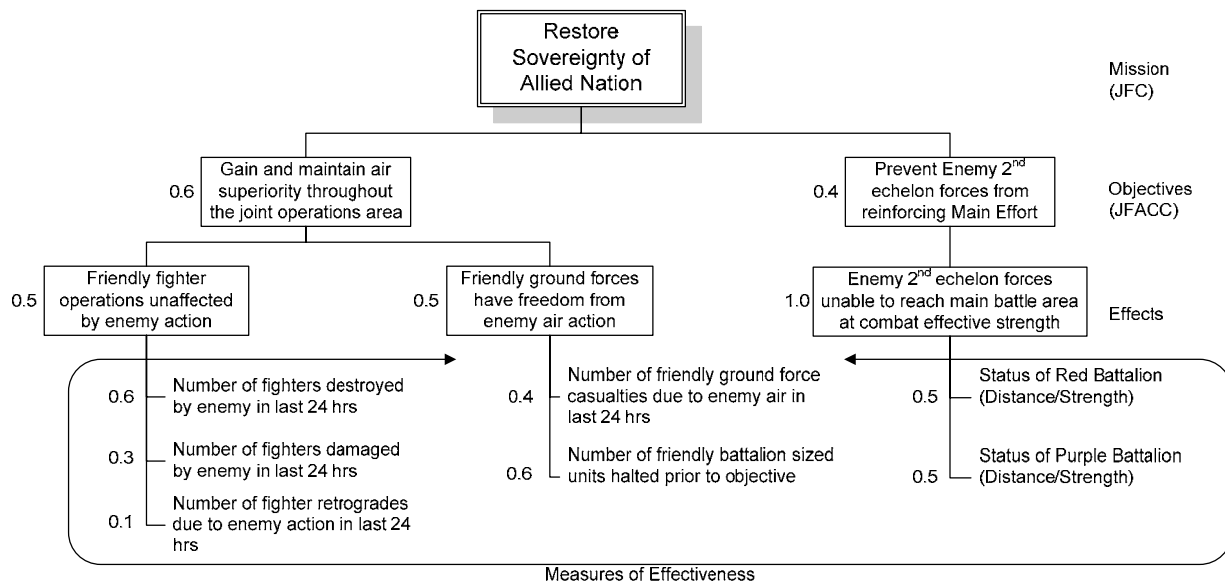 Restore
Sovereignty of
Allied Nation
Mission
(JFC)
0.6
Gain and maintain air
superiority throughout
the joint operations area
0.4
Prevent Enemy 2nd
echelon forces from
reinforcing Main Effort
Objectives
(JFACC)
0.5
Friendly fighter
operations unaffected
by enemy action
0.5
Friendly ground forces
have freedom from
enemy air action
1.0
Enemy 2nd echelon forces
unable to reach main battle area
at combat effective strength
Effects
0.6
Number of fighters destroyed
by enemy in last 24 hrs
0.3
Number of fighters damaged
by enemy in last 24 hrs
0.1
Number of fighter retrogrades
due to enemy action in last 24
hrs
0.4
Number of friendly ground force
casualties due to enemy air in
last 24 hrs
0.6
Number of friendly battalion sized
units halted prior to objective
0.5
Status of Red Battalion
(Distance/Strength)
0.5
Status of Purple Battalion
(Distance/Strength)
Measures of Effectiveness